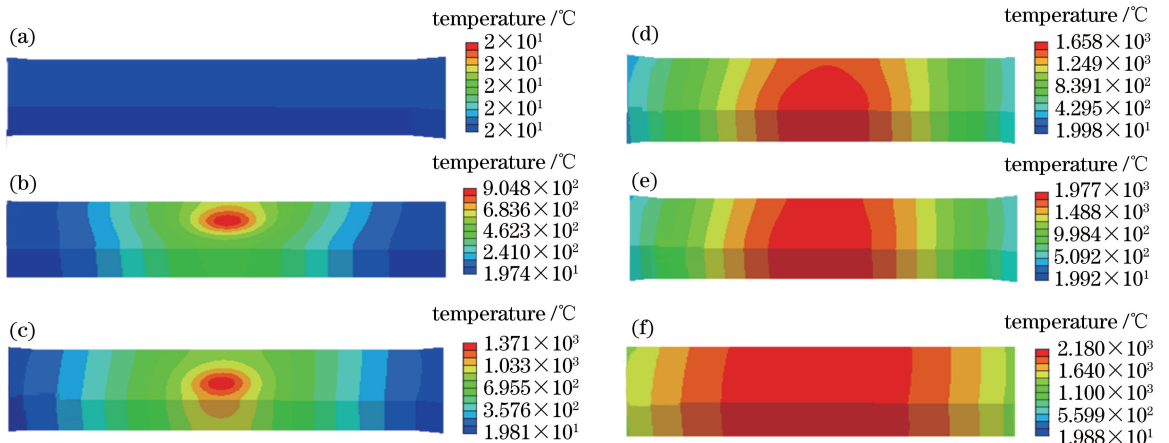 (a)
temperature /℃
2×10¹
2×10¹
2×10¹
2×10¹
2×10¹
(b)
temperature /℃
9.048×10²
6.836×10²
4.623×10²
2.410×10²
1.974×10¹
(c)
temperature /℃
1.371×10³
1.033×10³
6.955×10²
3.576×10²
1.981×10¹
(d)
temperature /℃
1.658×10³
1.249×10³
8.391×10²
4.295×10²
1.998×10¹
(e)
temperature /℃
1.977×10³
1.488×10³
9.984×10²
5.092×10²
1.992×10¹
(f)
temperature /℃
2.180×10³
1.640×10³
1.100×10³
5.599×10²
1.988×10¹